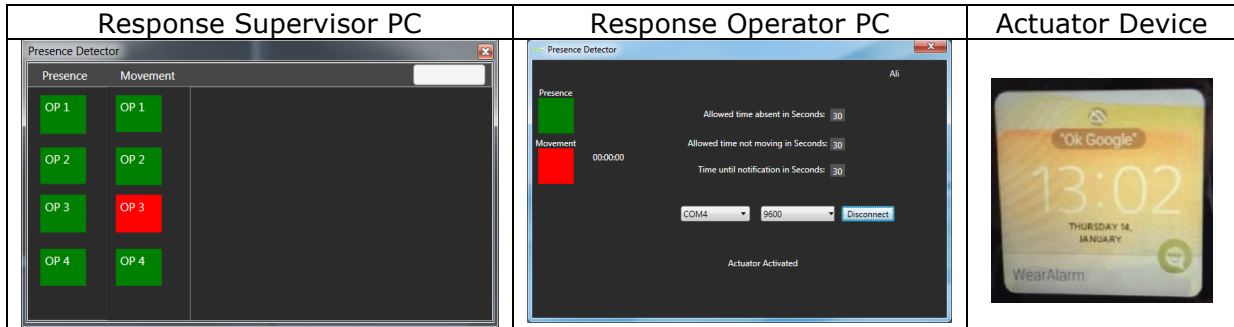 Response Supervisor PC
Response Operator PC
Actuator Device
Presence Detector
Presence Movement
OP 1 OP 1
OP 2 OP 2
OP 3 OP 3
OP 4 OP 4
Presence Detector
Ali
Presence
Allowed time absent in Seconds: 30
Movement
00:00:00
Allowed time not moving in Seconds: 30
Time until notification in Seconds: 30
COM4 9600 Disconnect
Actuator Activated
"Ok Google"
13:02
THURSDAY 14,
JANUARY
WearAlarm